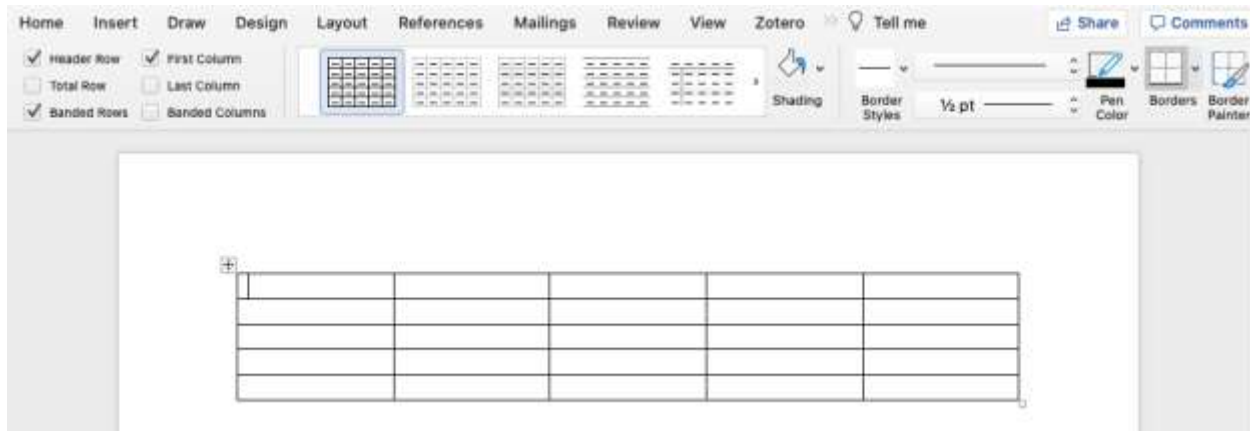 Home Insert Draw Design Layout References Mailings Review View Zotero Tell me Share Comments
Header Row First Column
Total Row Last Column
Banded Rows Banded Columns
Shading
Border Styles
½ pt
Pen Color
Borders
Border Painter